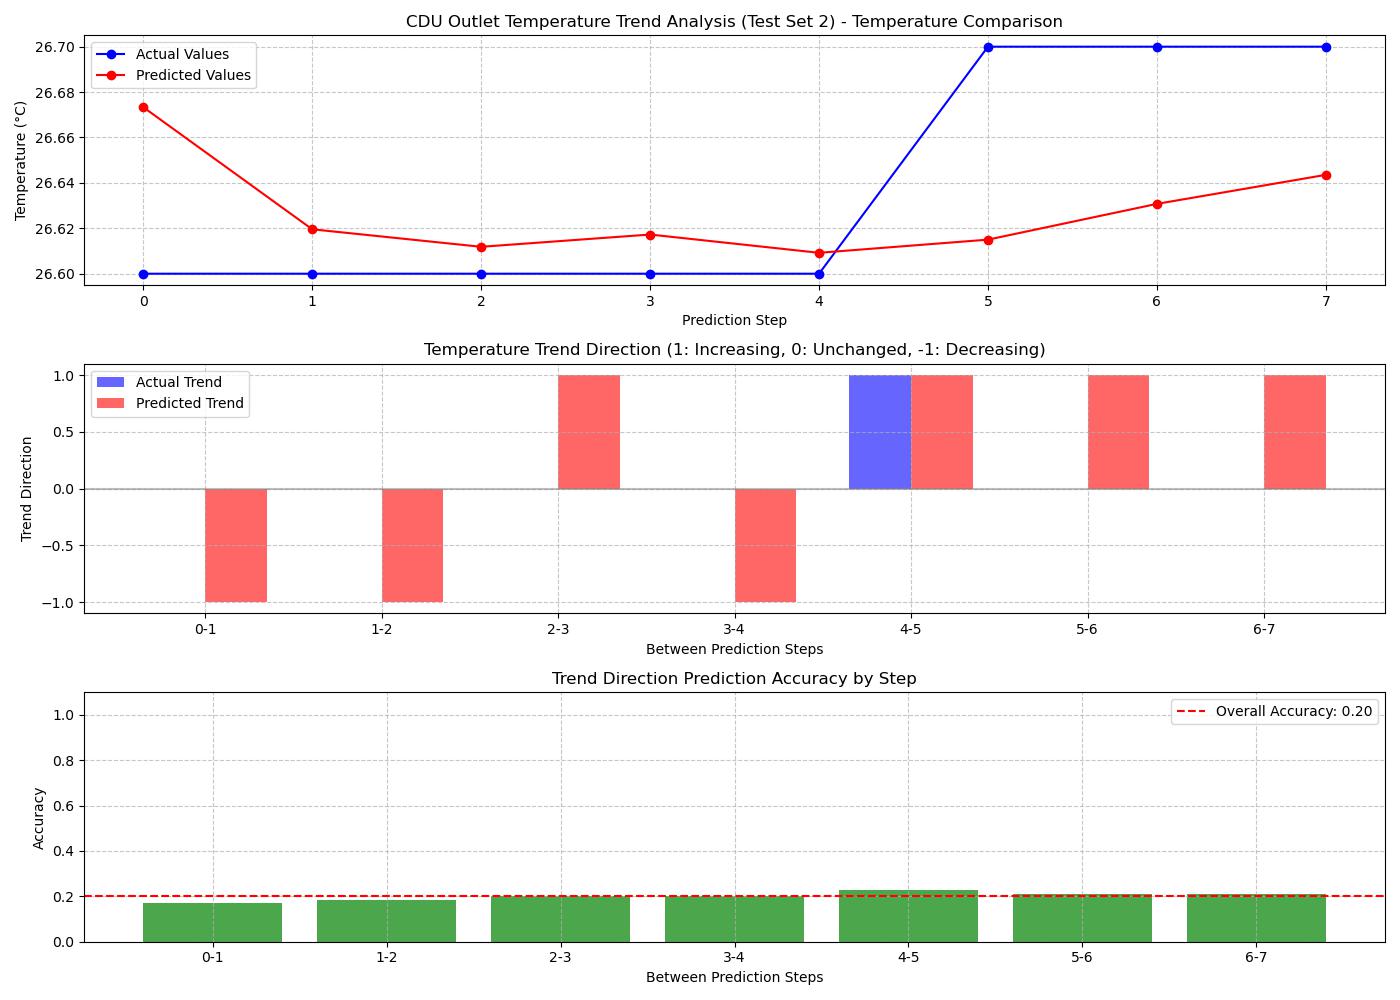 CDU Outlet Temperature Trend Analysis (Test Set 2) - Temperature Comparison
Temperature (°C)
26.70
26.68
26.66
26.64
26.62
26.60
Actual Values
Predicted Values
0 1 2 3 4 5 6 7
Prediction Step
Temperature Trend Direction (1: Increasing, 0: Unchanged, -1: Decreasing)
Trend Direction
1.0
0.5
0.0
−0.5
−1.0
Actual Trend
Predicted Trend
0-1 1-2 2-3 3-4 4-5 5-6 6-7
Between Prediction Steps
Trend Direction Prediction Accuracy by Step
Accuracy
1.0
0.8
0.6
0.4
0.2
0.0
Overall Accuracy: 0.20
0-1 1-2 2-3 3-4 4-5 5-6 6-7
Between Prediction Steps